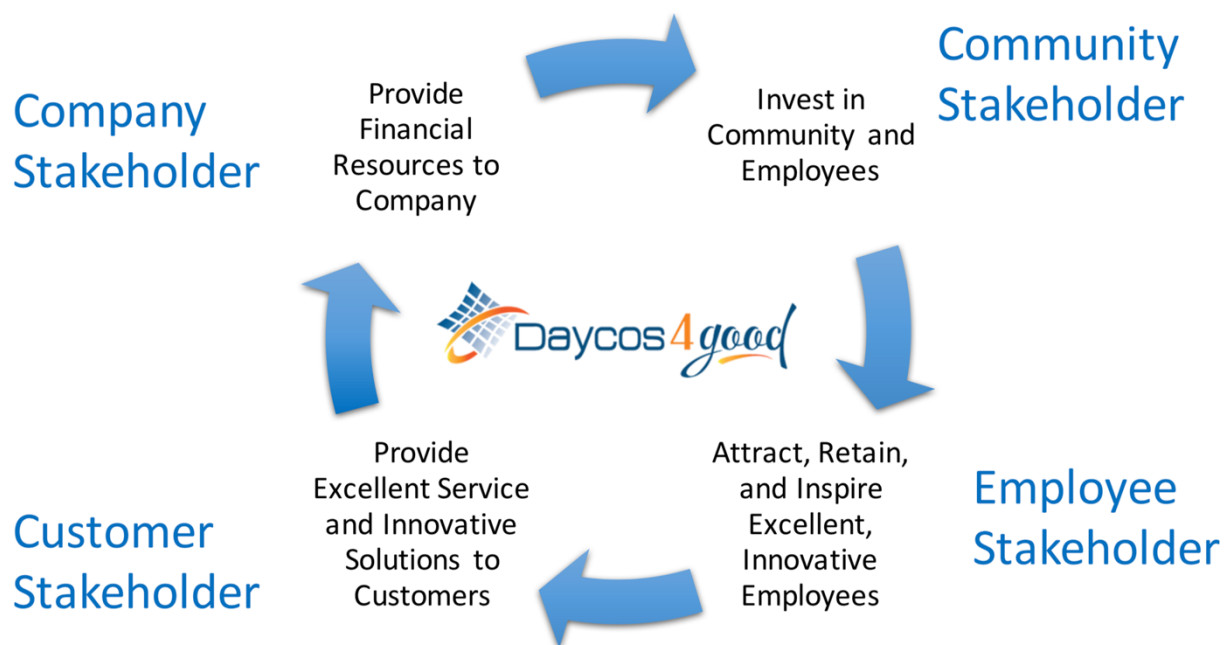 Company
Stakeholder
Provide
Financial
Resources to
Company
Invest in
Community and
Employees
Community
Stakeholder
Daycos4good
Customer
Stakeholder
Provide
Excellent Service
and Innovative
Solutions to
Customers
Attract, Retain,
and Inspire
Excellent,
Innovative
Employees
Employee
Stakeholder